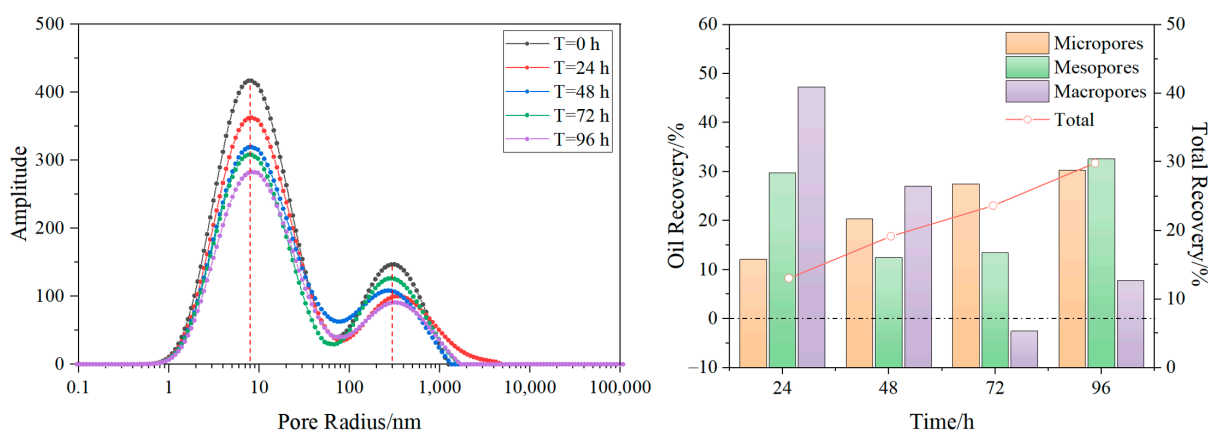 500
400
300
200
100
0
Amplitude
0.1
1
10
100
1,000
10,000
100,000
Pore Radius/nm
T=0 h
T=24 h
T=48 h
T=72 h
T=96 h
60
50
40
30
20
10
0
−10
Oil Recovery/%
24
48
72
96
Time/h
Micropores
Mesopores
Macropores
Total
50
40
30
20
10
0
Total Recovery/%